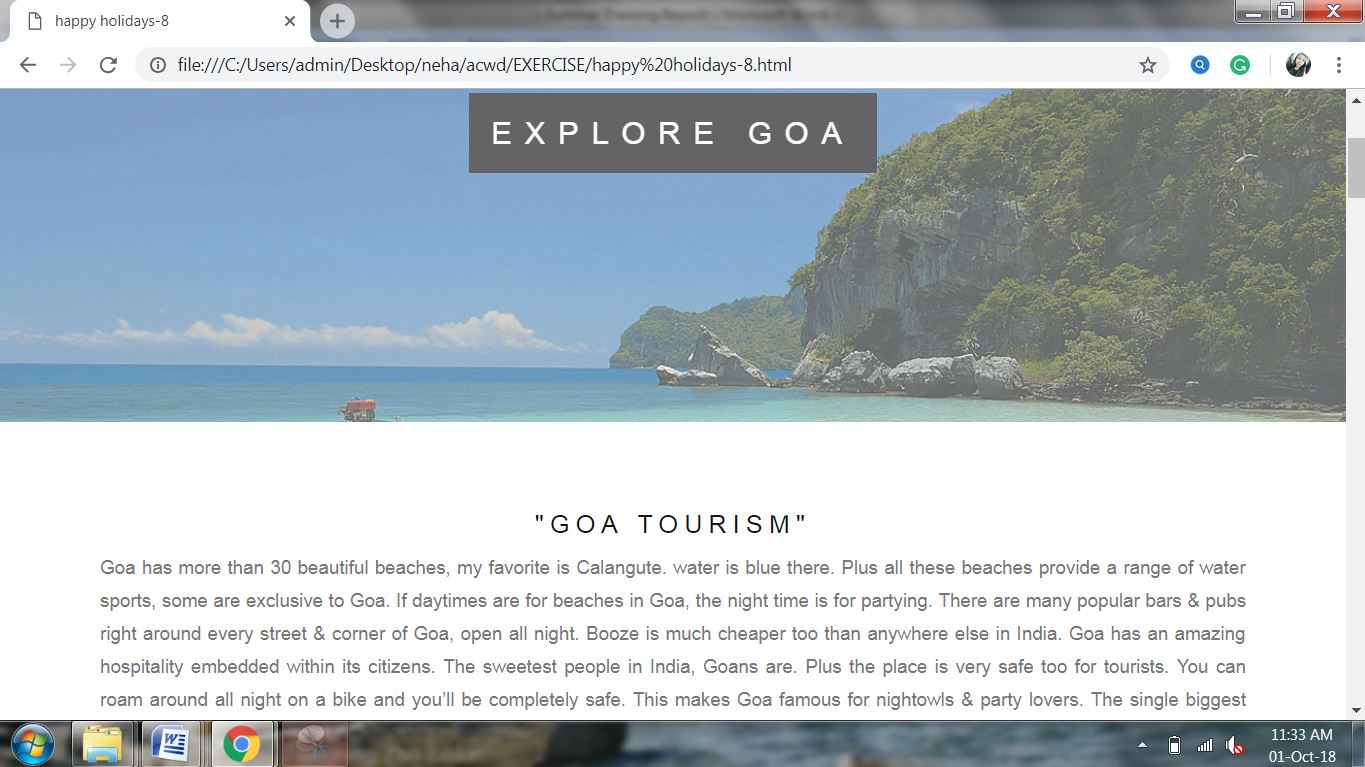 happy holidays-8
file:///C:/Users/admin/Desktop/neha/acwd/EXERCISE/happy%20holidays-8.html
EXPLORE GOA
"GOA TOURISM"
Goa has more than 30 beautiful beaches, my favorite is Calangute. water is blue there. Plus all these beaches provide a range of water
sports, some are exclusive to Goa. If daytimes are for beaches in Goa, the night time is for partying. There are many popular bars & pubs
right around every street & corner of Goa, open all night. Booze is much cheaper too than anywhere else in India. Goa has an amazing
hospitality embedded within its citizens. The sweetest people in India, Goans are. Plus the place is very safe too for tourists. You can
roam around all night on a bike and you’ll be completely safe. This makes Goa famous for nightowls & party lovers. The single biggest
11:33 AM
01-Oct-18